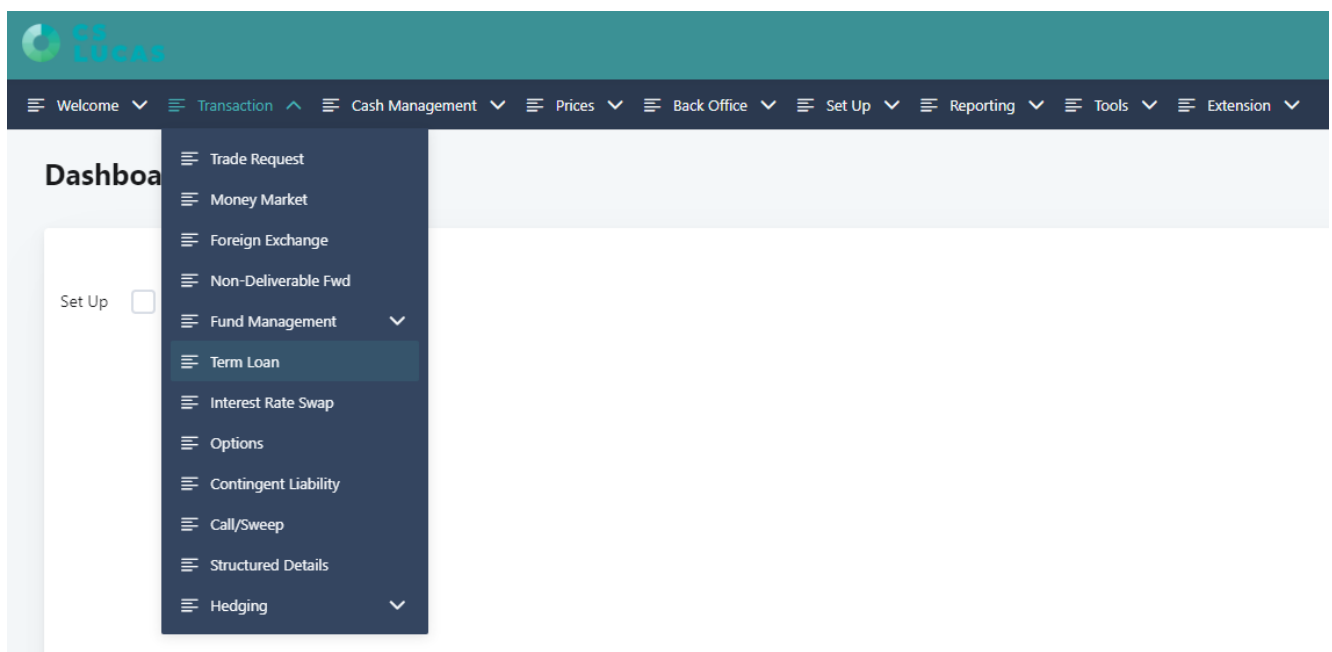 CS
LUCAS
Welcome Transaction Cash Management Prices Back Office Set Up Reporting Tools Extension
Dashboa
Trade Request
Money Market
Foreign Exchange
Non-Deliverable Fwd
Set Up
Fund Management
Term Loan
Interest Rate Swap
Options
Contingent Liability
Call/Sweep
Structured Details
Hedging